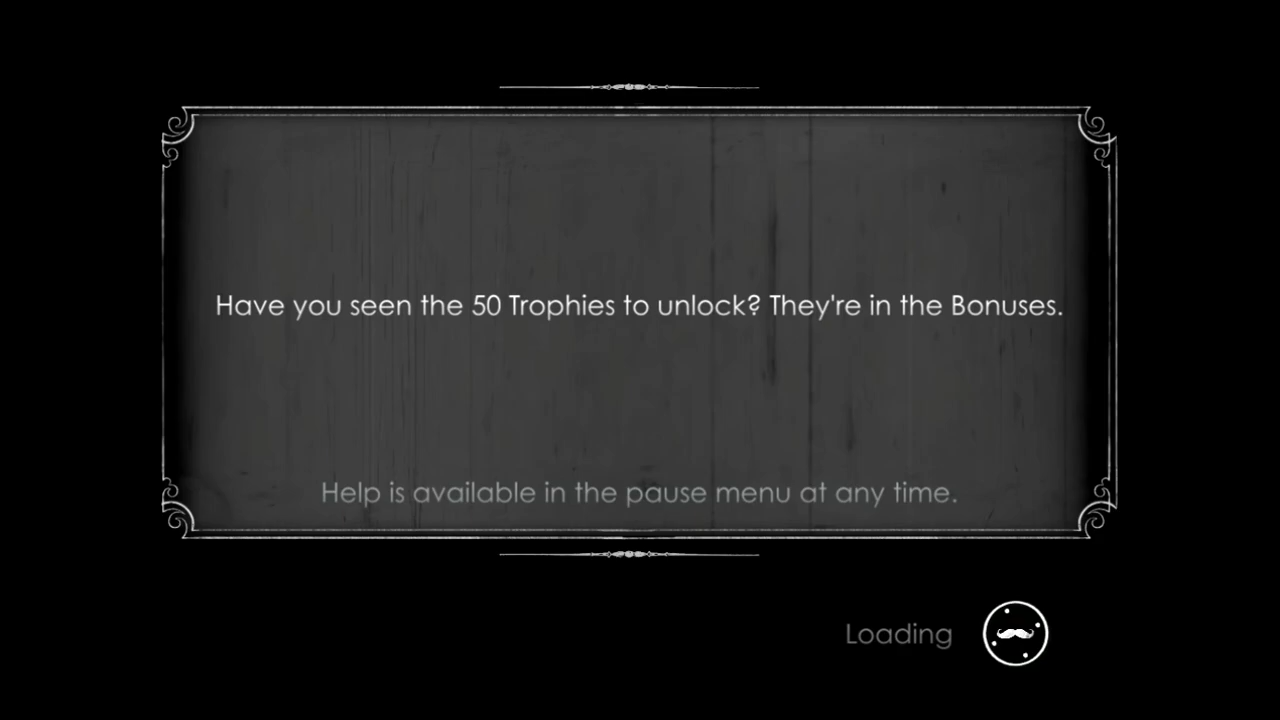 Have you seen the 50 Trophies to unlock? They're in the Bonuses.
Help is available in the pause menu at any time.
Loading